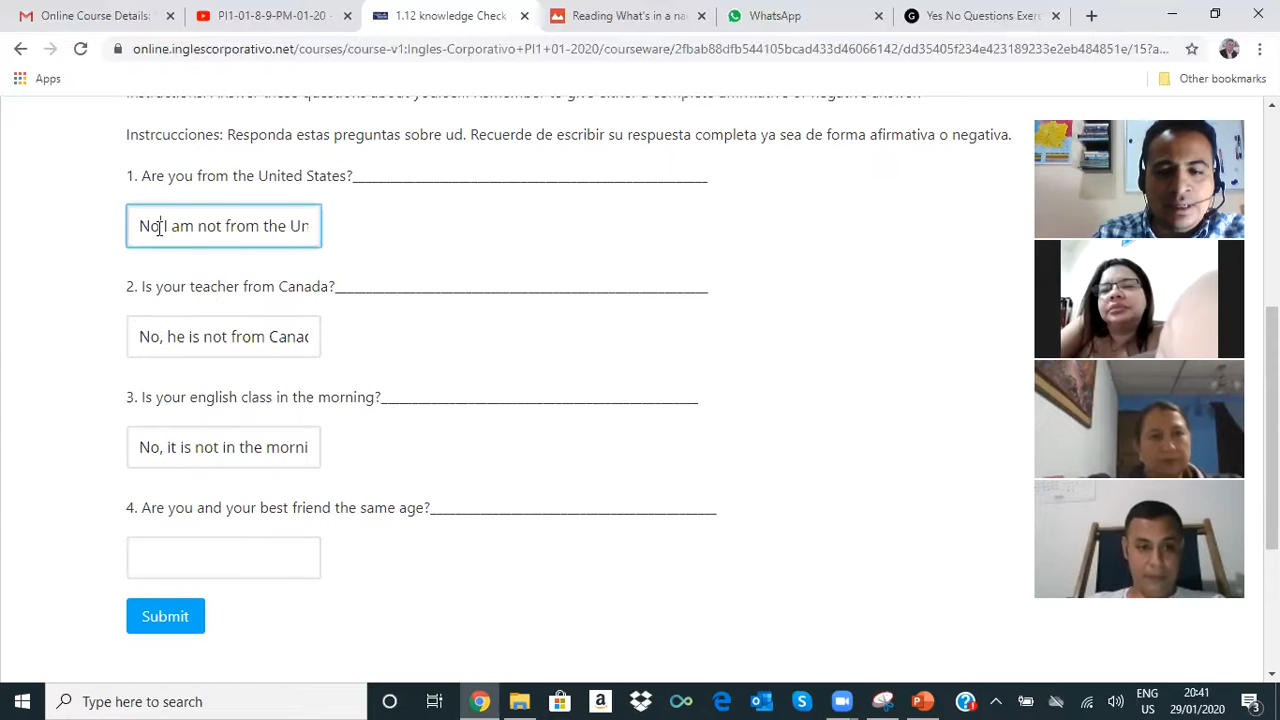 Online Course Details:
PI1-01-8-9-PM-01-20 -
1.12 knowledge Check
Reading What's in a na
WhatsApp
Yes No Questions Exer
online.inglescorporativo.net/courses/course-v1:Ingles-Corporativo+PI1+01-2020/courseware/2fbab88dfb544105bcad433d46066142/dd35405f234e423189233e2eb484851e/15?a...
Apps
Other bookmarks
Instrcucciones: Responda estas preguntas sobre ud. Recuerde de escribir su respuesta completa ya sea de forma afirmativa o negativa.
1. Are you from the United States?
No,I am not from the Un
2. Is your teacher from Canada?
No, he is not from Canac
3. Is your english class in the morning?
No, it is not in the morni
4. Are you and your best friend the same age?
Submit
Type here to search
ENG
US
20:41
29/01/2020
3